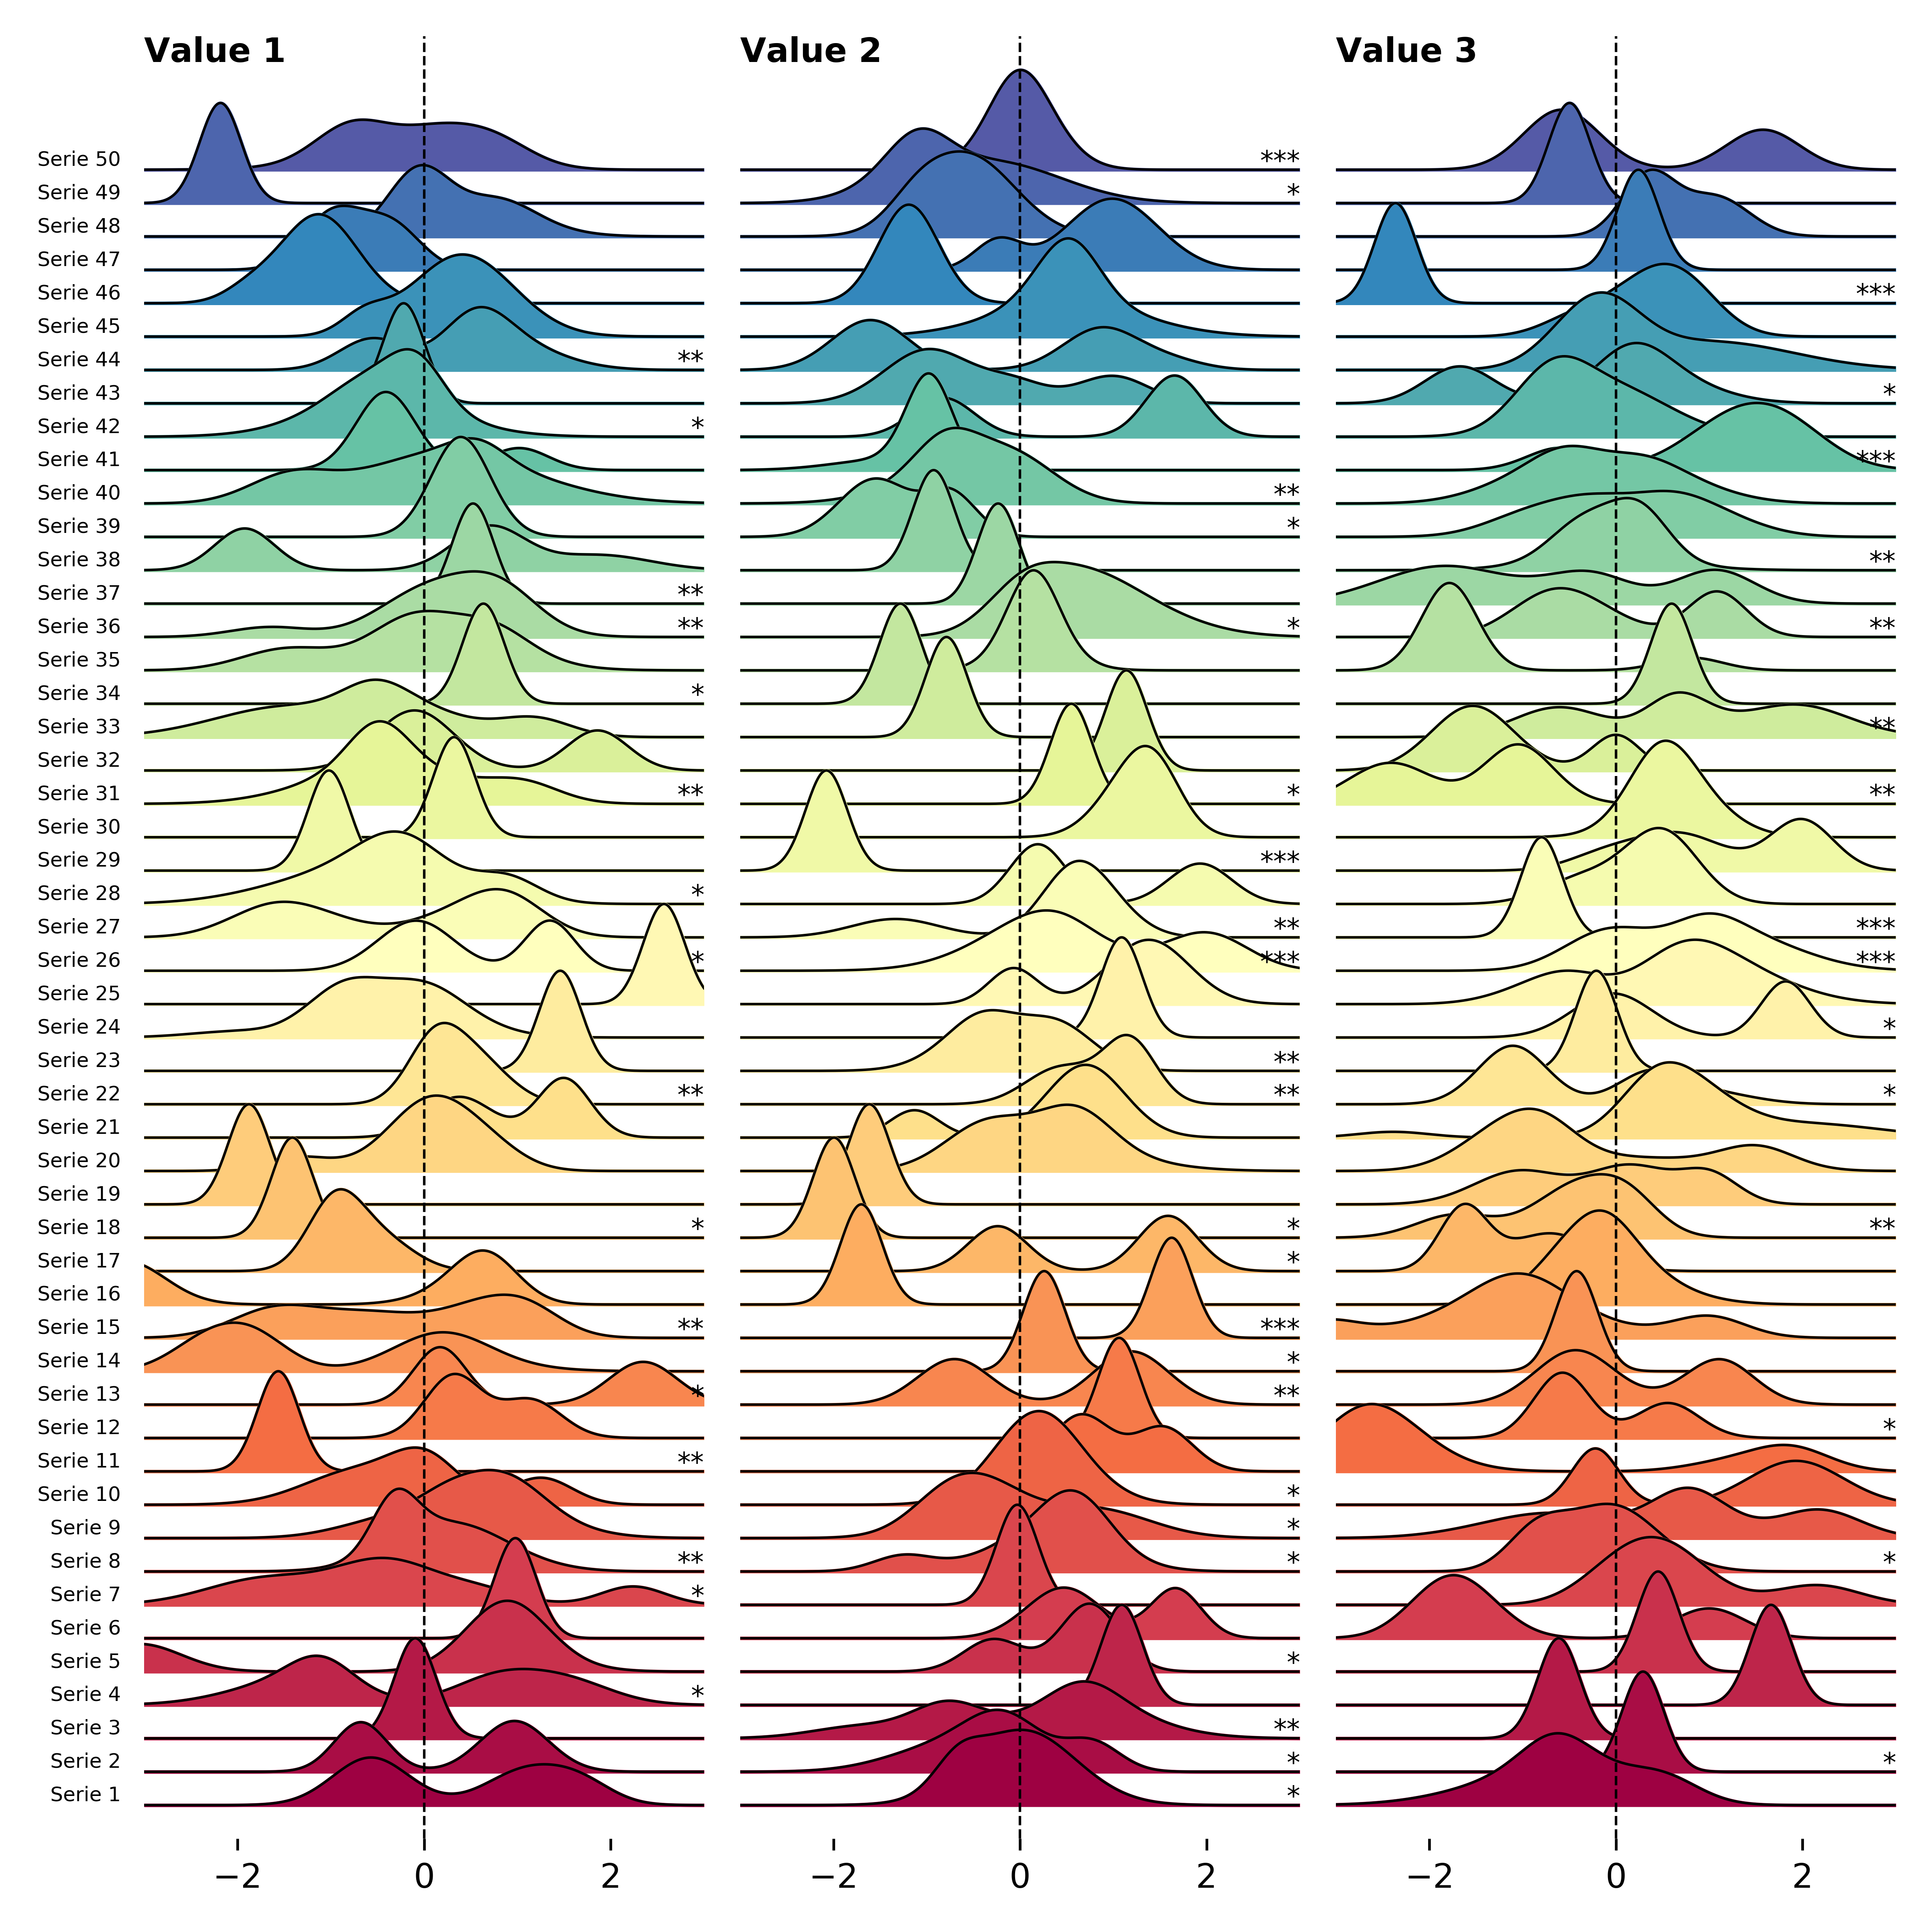 Value 1 Value 2 Value 3
Serie 50 ***
Serie 49 *
Serie 48
Serie 47
Serie 46 ***
Serie 45
Serie 44 **
Serie 43 *
Serie 42 *
Serie 41 ***
Serie 40 **
Serie 39 *
Serie 38 **
Serie 37 **
Serie 36 ** * **
Serie 35
Serie 34 *
Serie 33 **
Serie 32
Serie 31 ** * **
Serie 30
Serie 29 ***
Serie 28 *
Serie 27 ** ***
Serie 26 * *** ***
Serie 25
Serie 24 *
Serie 23 **
Serie 22 ** ** *
Serie 21
Serie 20
Serie 19
Serie 18 * * **
Serie 17 *
Serie 16
Serie 15 ** ***
Serie 14 *
Serie 13 * **
Serie 12 *
Serie 11 **
Serie 10 *
Serie 9 *
Serie 8 ** * *
Serie 7 *
Serie 6
Serie 5 *
Serie 4 *
Serie 3 **
Serie 2 * *
Serie 1 *
−2 0 2 −2 0 2 −2 0 2